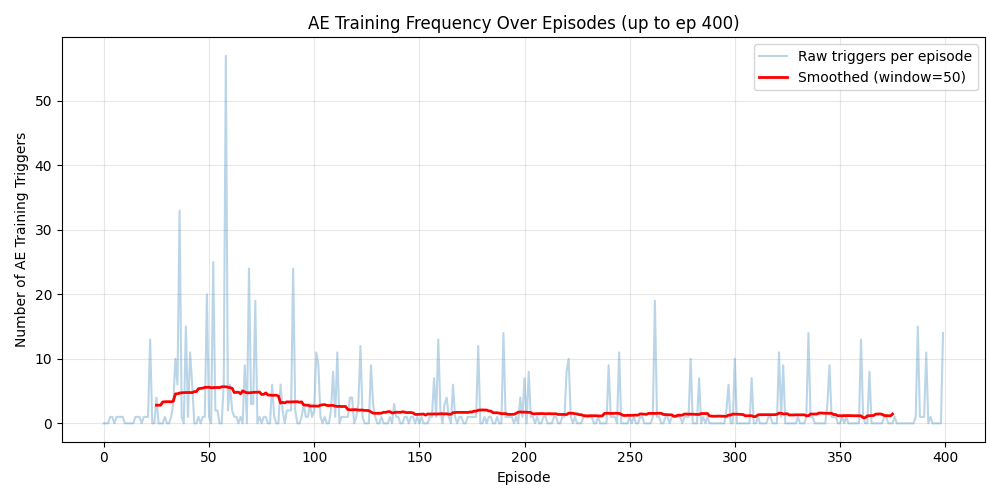 AE Training Frequency Over Episodes (up to ep 400)
Raw triggers per episode
Smoothed (window=50)
Number of AE Training Triggers
50
40
30
20
10
0
0 50 100 150 200 250 300 350 400
Episode